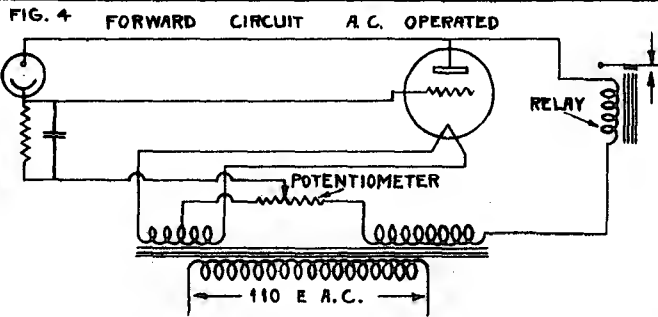 FIG. 4 FORWARD CIRCUIT A.C. OPERATED
RELAY
POTENTIOMETER
110 E A.C.